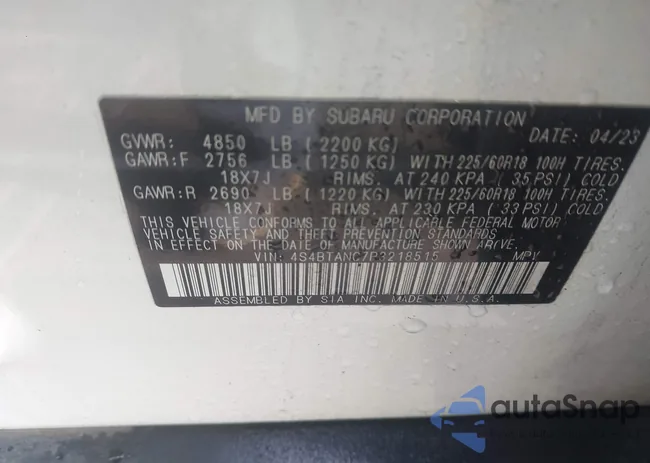 MFD BY SUBARU CORPORATION
DATE: 04/23
GVWR: 4850 LB (2200 KG)
GAWR:F 2756 LB (1250 KG) WITH 225/60R18 100H TIRES.
18X7J RIMS. AT 240 KPA (35 PSI) COLD
GAWR:R 2690 LB (1220 KG) WITH 225/60R18 100H TIRES.
18X7J RIMS. AT 230 KPA (33 PSI) COLD
THIS VEHICLE CONFORMS TO ALL APPLICABLE FEDERAL MOTOR
VEHICLE SAFETY STANDARDS IN EFFECT
ON THE DATE OF MANUFACTURE SHOWN ABOVE.
VIN: 4S4BTANC7P3218515 MPV
ASSEMBLED BY SIA INC. IN U.S.A.
autoSnap